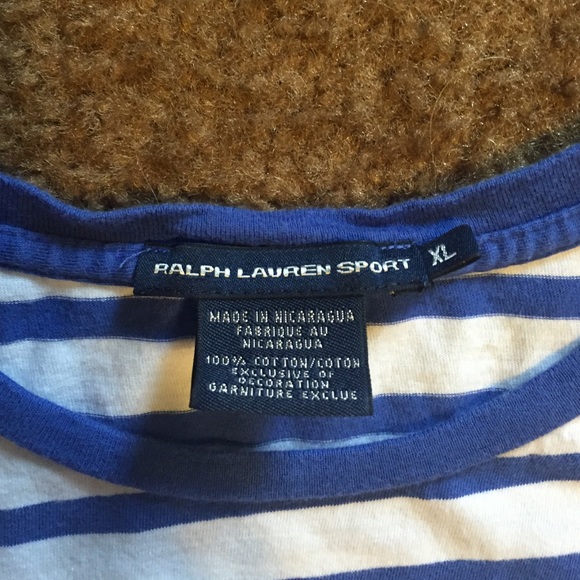 RALPH LAUREN SPORT
XL
MADE IN NICARAGUA
FABRIQUE AU
NICARAGUA
100% COTTON/COTON
EXCLUSIVE OF
DECORATION
GARNITURE EXCLUE